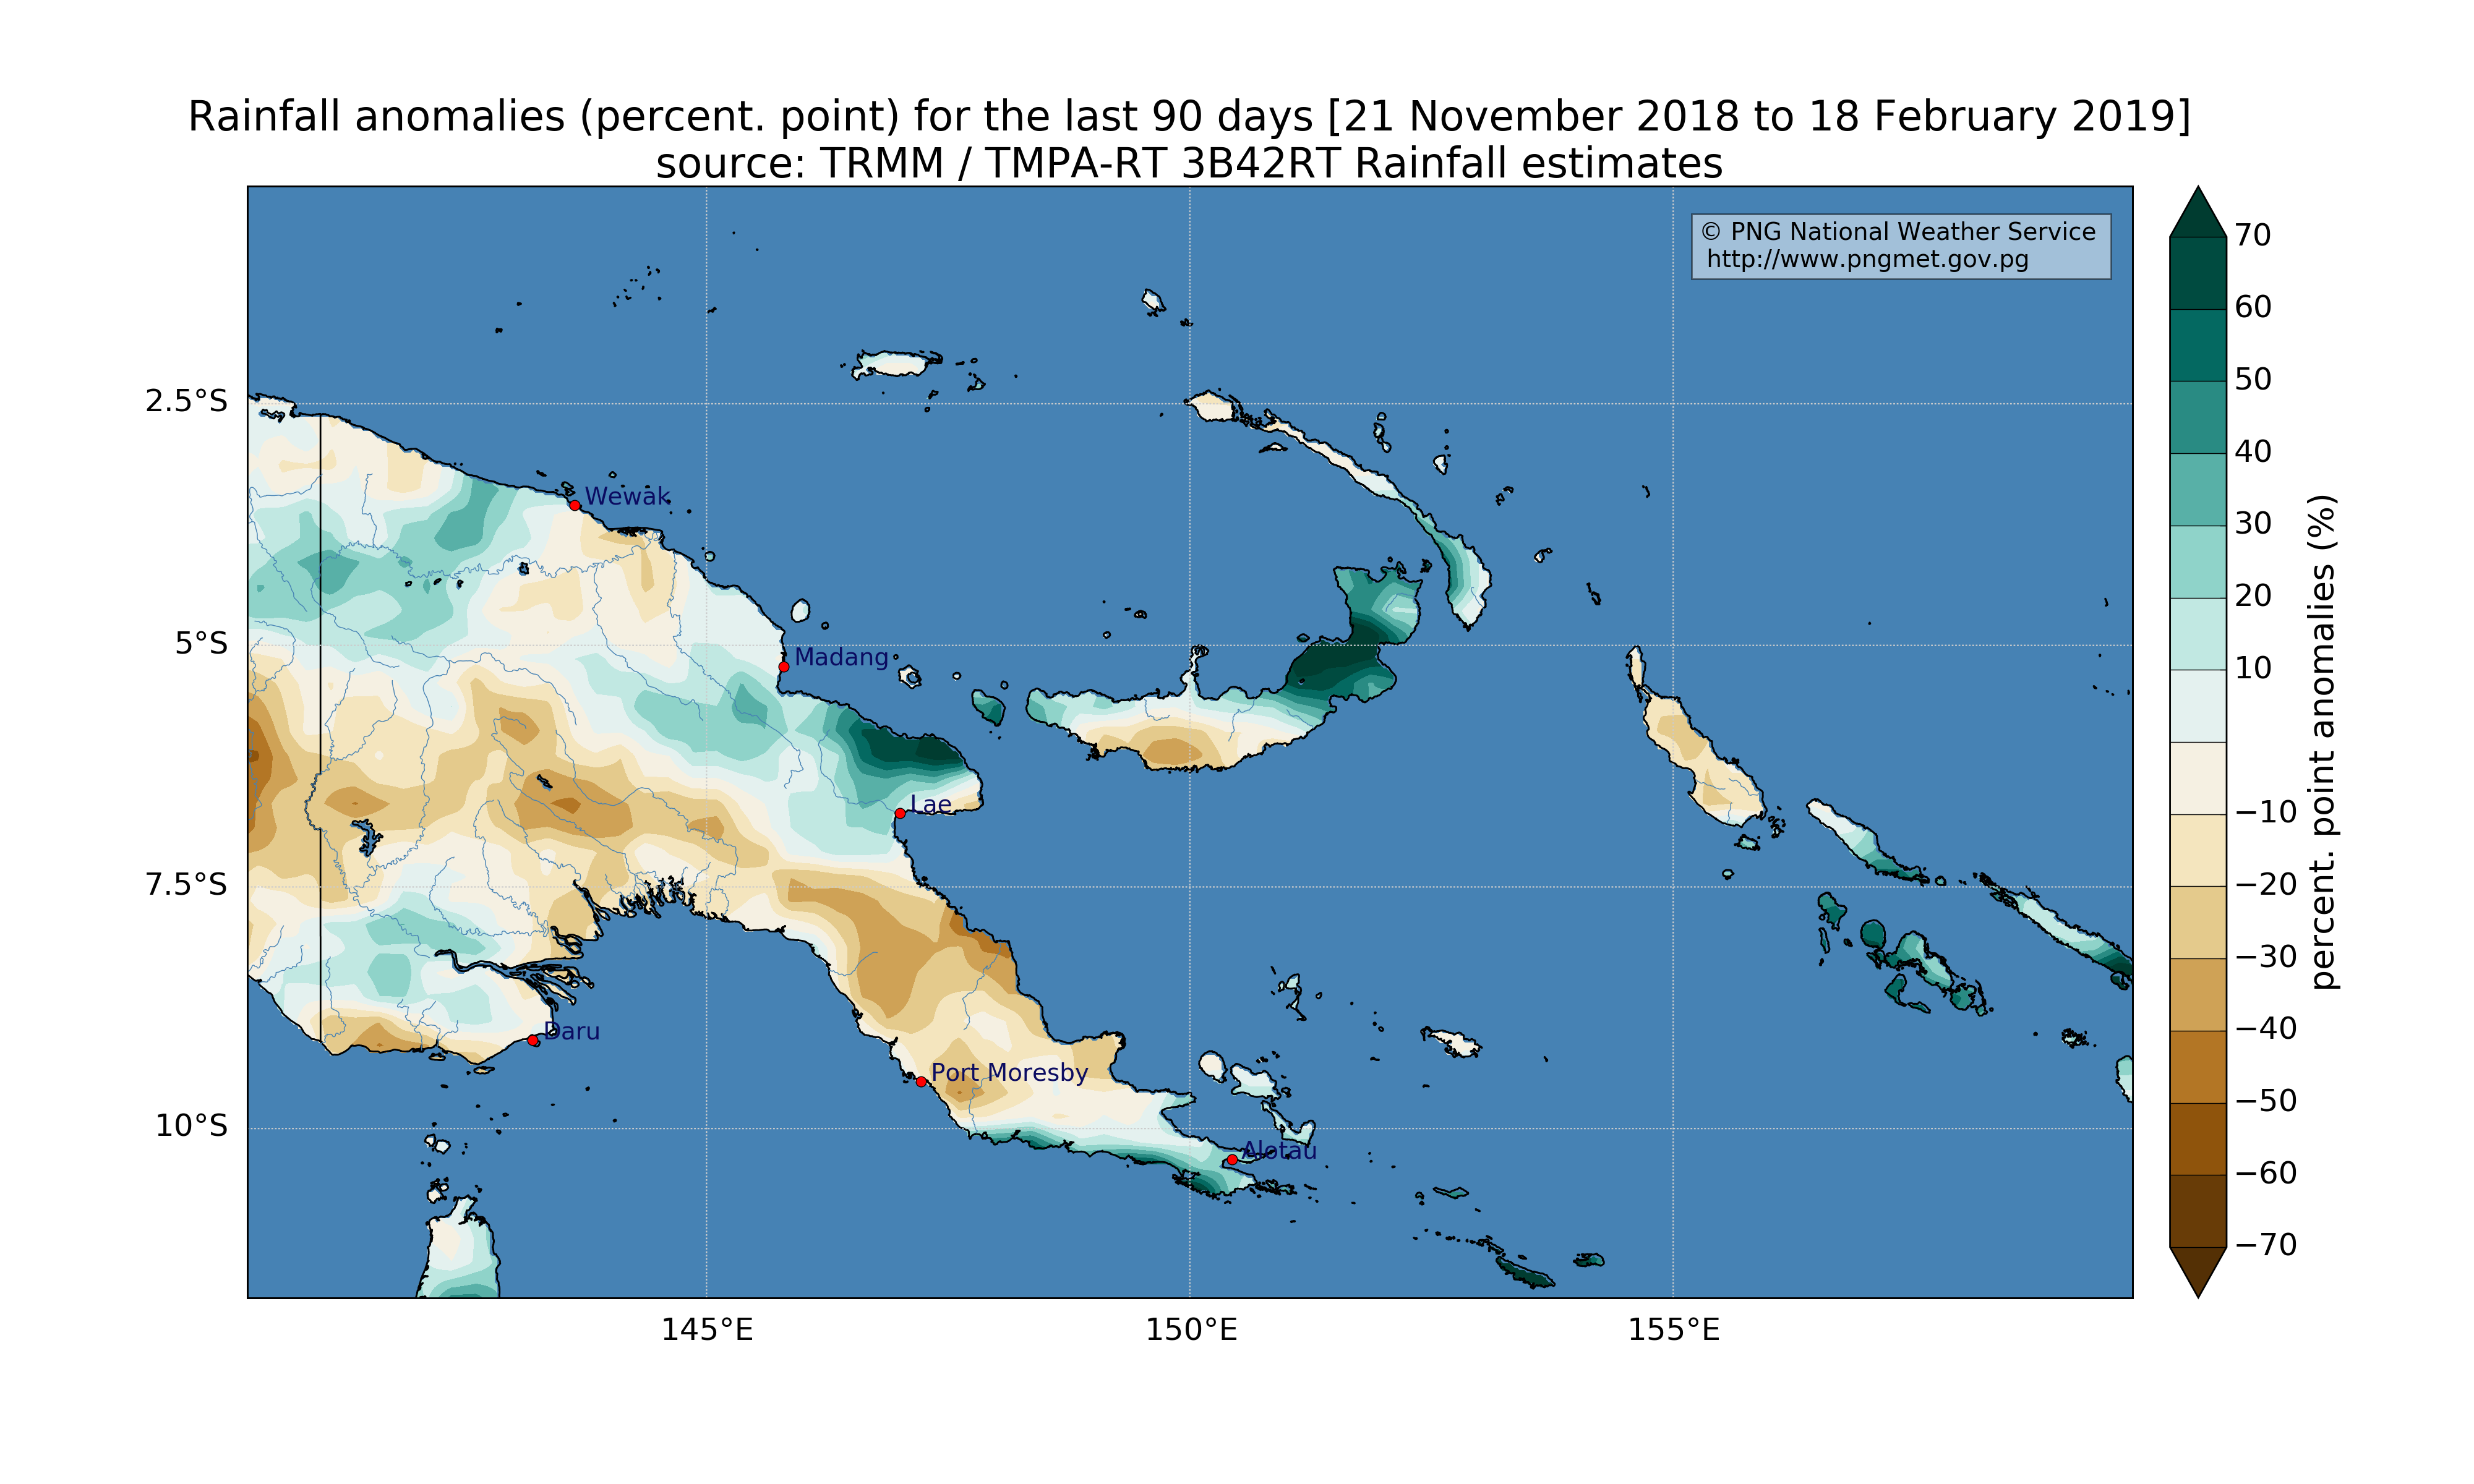 Rainfall anomalies (percent. point) for the last 90 days [21 November 2018 to 18 February 2019]
source: TRMM / TMPA-RT 3B42RT Rainfall estimates
© PNG National Weather Service
http://www.pngmet.gov.pg
2.5°S
5°S
7.5°S
10°S
Wewak
Madang
Lae
Daru
Port Moresby
Alotau
145°E
150°E
155°E
70
60
50
40
30
20
10
−10
−20
−30
−40
−50
−60
−70
percent. point anomalies (%)